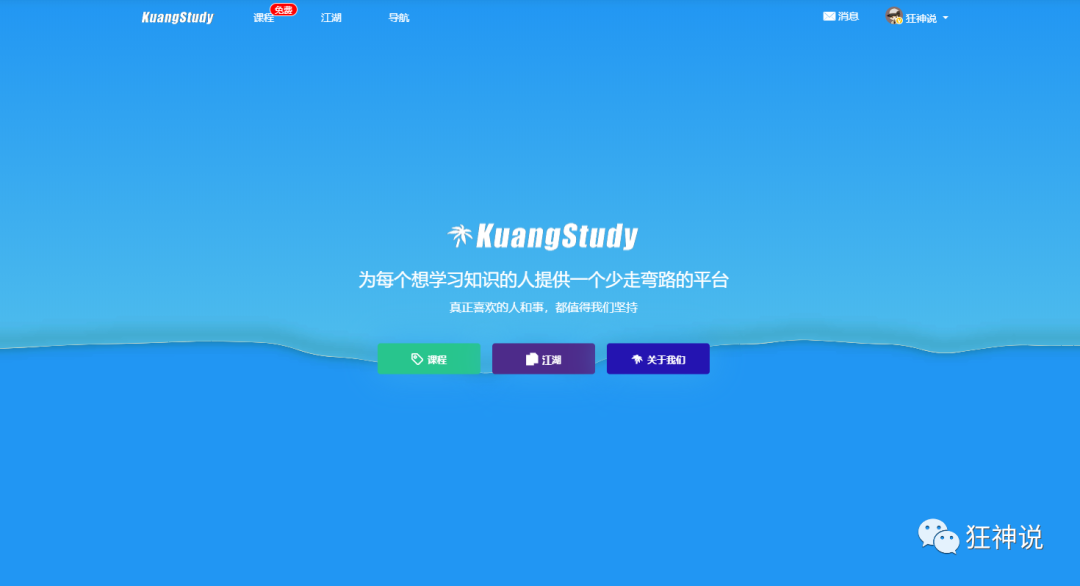 KuangStudy 课程 免费 江湖 导航 消息 狂神说
KuangStudy
为每个想学习知识的人提供一个少走弯路的平台
真正喜欢的人和事，都值得我们坚持
课程 江湖 关于我们
狂神说